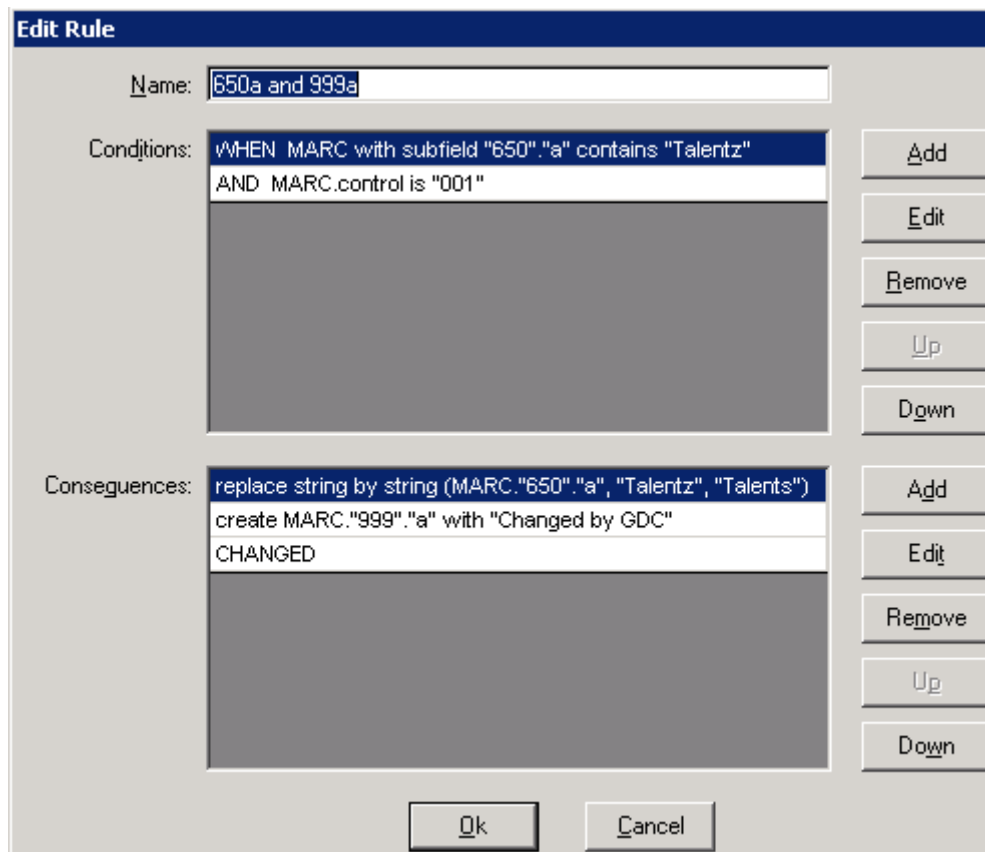 Edit Rule
Name: 650a and 999a
Conditions: WHEN MARC with subfield "650"."a" contains "Talentz"
AND MARC.control is "001"
Add
Edit
Remove
Up
Down
Consequences: replace string by string (MARC."650"."a", "Talentz", "Talents")
create MARC."999"."a" with "Changed by GDC"
CHANGED
Add
Edit
Remove
Up
Down
Ok Cancel